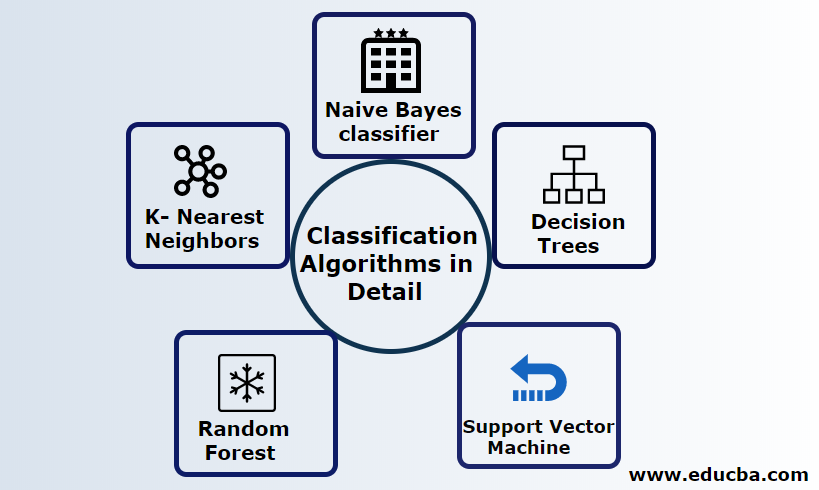 Naive Bayes
classifier
K- Nearest
Neighbors
Decision
Trees
Classification
Algorithms in
Detail
Random
Forest
Support Vector
Machine
www.educba.com